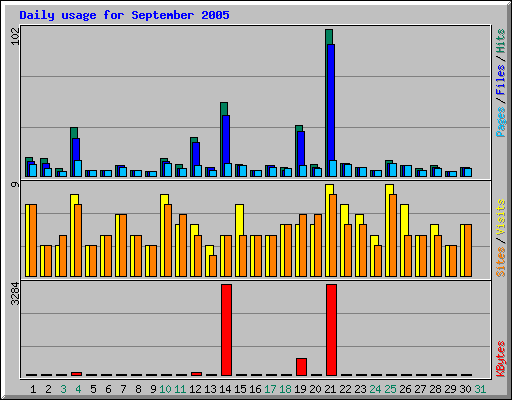 Daily usage for September 2005
102
Pages / Files / Hits
9
Sites / Visits
3284
KBytes
1 2 3 4 5 6 7 8 9 10 11 12 13 14 15 16 17 18 19 20 21 22 23 24 25 26 27 28 29 30 31